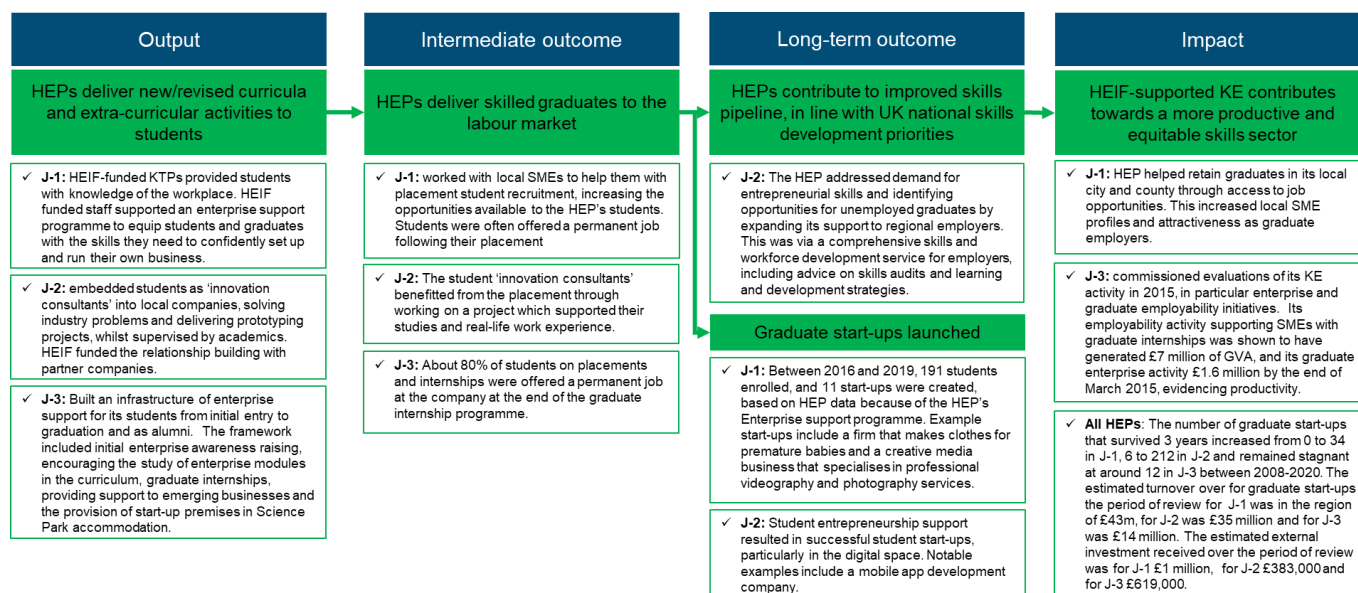 Output
HEPs deliver new/revised curricula
and extra-curricular activities to
students
✓ J-1: HEIF-funded KTPs provided students
with knowledge of the workplace. HEIF
funded staff supported an enterprise support
programme to equip students and graduates
with the skills they need to confidently set up
and run their own business.
✓ J-2: embedded students as ‘innovation
consultants’ into local companies, solving
industry problems and delivering prototyping
projects, whilst supervised by academics.
HEIF funded the relationship building with
partner companies.
✓ J-3: Built an infrastructure of enterprise
support for its students from initial entry to
graduation and as alumni. The framework
included initial enterprise awareness raising,
encouraging the study of enterprise modules
in the curriculum, graduate internships,
providing support to emerging businesses and
the provision of start-up premises in Science
Park accommodation.
Intermediate outcome
HEPs deliver skilled graduates to the
labour market
✓ J-1: worked with local SMEs to help them with
placement student recruitment, increasing the
opportunities available to the HEP’s students.
Students were often offered a permanent job
following their placement
✓ J-2: The student ‘innovation consultants’
benefitted from the placement through
working on a project which supported their
studies and real-life work experience.
✓ J-3: About 80% of students on placements
and internships were offered a permanent job
at the company at the end of the graduate
internship programme.
Long-term outcome
HEPs contribute to improved skills
pipeline, in line with UK national skills
development priorities
✓ J-2: The HEP addressed demand for
entrepreneurial skills and identifying
opportunities for unemployed graduates by
expanding its support to regional employers.
This was via a comprehensive skills and
workforce development service for employers,
including advice on skills audits and learning
and development strategies.
Graduate start-ups launched
✓ J-1: Between 2016 and 2019, 191 students
enrolled, and 11 start-ups were created,
based on HEP data because of the HEP’s
Enterprise support programme. Example
start-ups include a firm that makes clothes for
premature babies and a creative media
business that specialises in professional
videography and photography services.
✓ J-2: Student entrepreneurship support
resulted in successful student start-ups,
particularly in the digital space. Notable
examples include a mobile app development
company.
Impact
HEIF-supported KE contributes
towards a more productive and
equitable skills sector
✓ J-1: HEP helped retain graduates in its local
city and county through access to job
opportunities. This increased local SME
profiles and attractiveness as graduate
employers.
✓ J-3: commissioned evaluations of its KE
activity in 2015, in particular enterprise and
graduate employability initiatives. Its
employability activity supporting SMEs with
graduate internships was shown to have
generated £7 million of GVA, and its graduate
enterprise activity £1.6 million by the end of
March 2015, evidencing productivity.
✓ All HEPs: The number of graduate start-ups
that survived 3 years increased from 0 to 34
in J-1, 6 to 212 in J-2 and remained stagnant
at around 12 in J-3 between 2008-2020. The
estimated turnover over for graduate start-ups
the period of review for J-1 was in the region
of £43m, for J-2 was £35 million and for J-3
was £14 million. The estimated external
investment received over the period of review
was for J-1 £1 million, for J-2 £383,000 and
for J-3 £619,000.